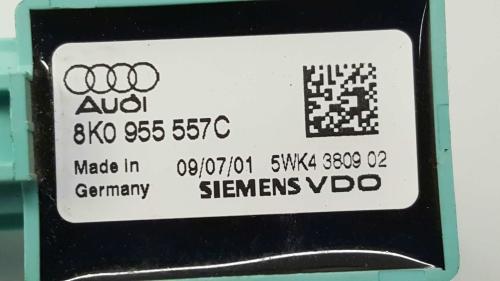 Audi
8K0 955 557C
Made in Germany
09/07/01 5WK4 3809 02
SIEMENS VDO